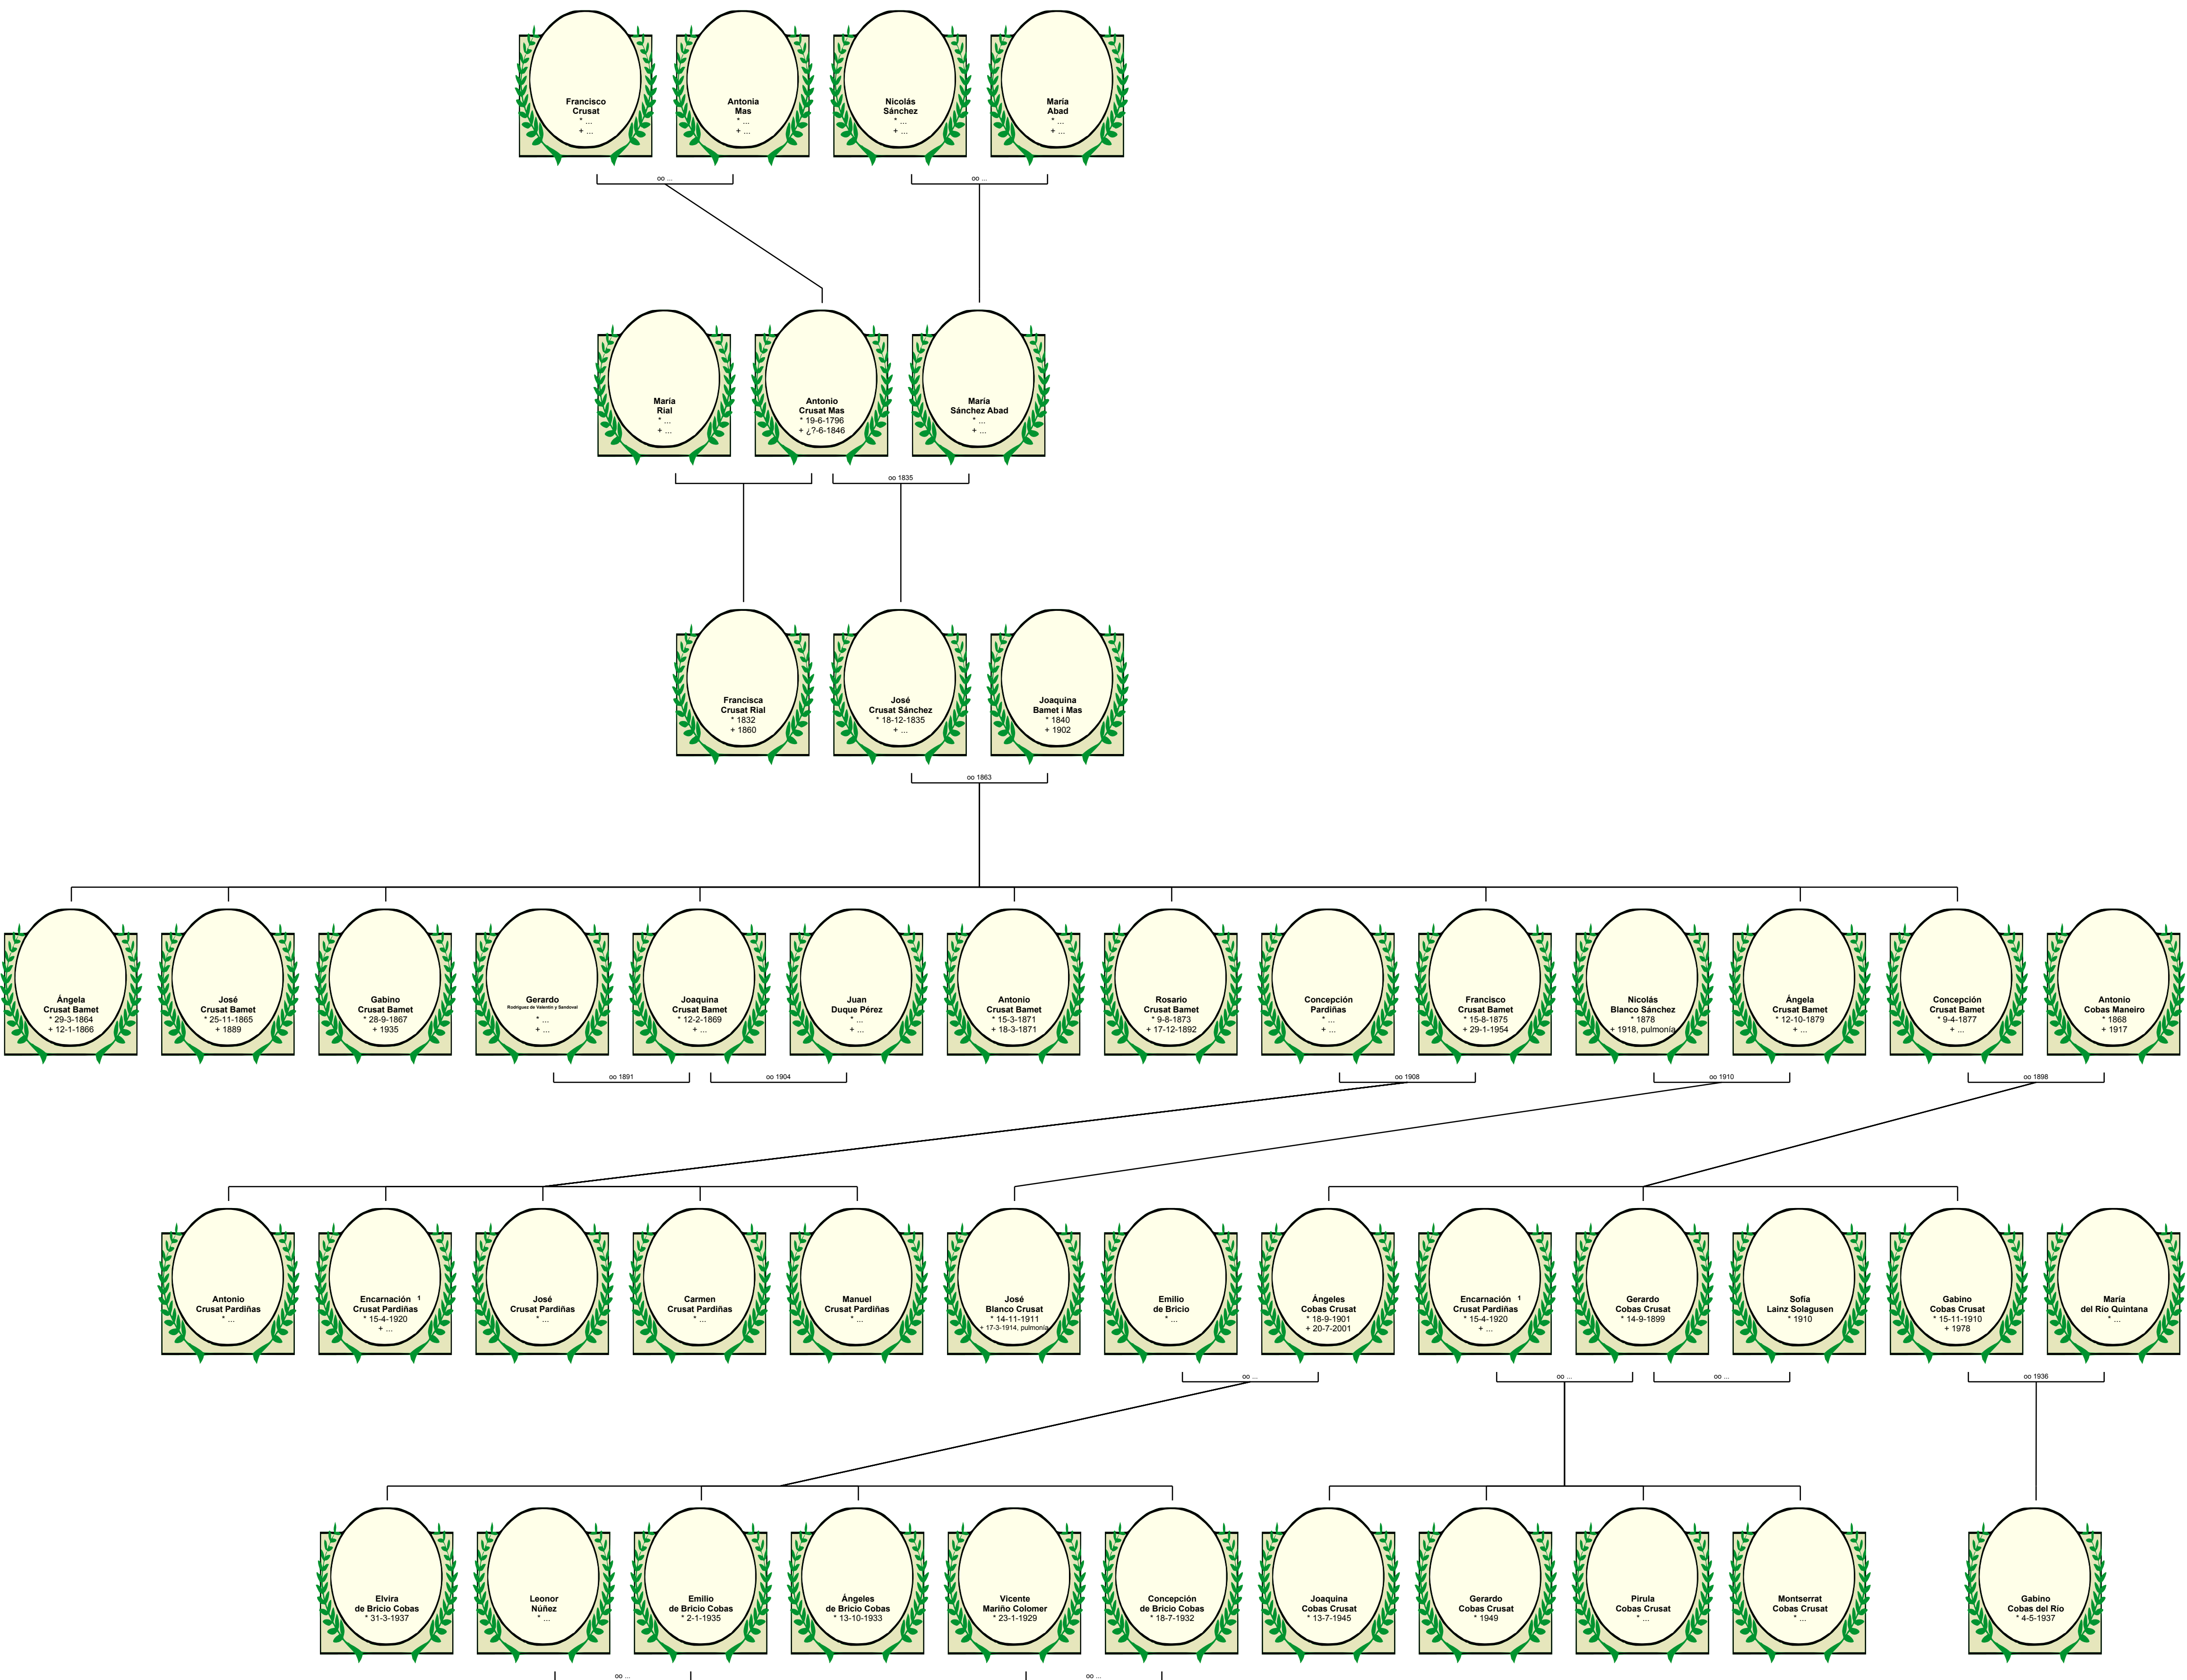 Francisco
Crusat
* ...
+ ...
Antonia
Mas
* ...
+ ...
Nicolás
Sánchez
* ...
+ ...
María
Abad
* ...
+ ...
oo ...
oo ...
María
Rial
* ...
+ ...
Antonio
Crusat Mas
* 19-6-1796
+ ¿?-6-1846
María
Sánchez Abad
* ...
+ ...
oo 1835
Francisca
Crusat Rial
* 1832
+ 1860
José
Crusat Sánchez
* 18-12-1835
+ ...
Joaquina
Bamet i Mas
* 1840
+ 1902
oo 1863
Ángela
Crusat Bamet
* 29-3-1864
+ 12-1-1866
José
Crusat Bamet
* 25-11-1865
+ 1889
Gabino
Crusat Bamet
* 28-9-1867
+ 1935
Gerardo
Rodríguez de Valentín y Sandoval
* ...
+ ...
Joaquina
Crusat Bamet
* 12-2-1869
+ ...
Juan
Duque Pérez
* ...
+ ...
Antonio
Crusat Bamet
* 15-3-1871
+ 18-3-1871
Rosario
Crusat Bamet
* 9-8-1873
+ 17-12-1892
Concepción
Pardiñas
* ...
+ ...
Francisco
Crusat Bamet
* 15-8-1875
+ 29-1-1954
Nicolás
Blanco Sánchez
* 1878
+ 1918, pulmonía
Ángela
Crusat Bamet
* 12-10-1879
+ ...
Concepción
Crusat Bamet
* 9-4-1877
+ ...
Antonio
Cobas Maneiro
* 1868
+ 1917
oo 1891
oo 1904
oo 1908
oo 1910
oo 1898
Antonio
Crusat Pardiñas
* ...
Encarnación 1
Crusat Pardiñas
* 15-4-1920
+ ...
José
Crusat Pardiñas
* ...
Carmen
Crusat Pardiñas
* ...
Manuel
Crusat Pardiñas
* ...
José
Blanco Crusat
* 14-11-1911
+ 17-3-1914, pulmonía
Emilio
de Bricio
* ...
Ángeles
Cobas Crusat
* 18-9-1901
+ 20-7-2001
Encarnación 1
Crusat Pardiñas
* 15-4-1920
+ ...
Gerardo
Cobas Crusat
* 14-9-1899
Sofía
Lainz Solagusen
* 1910
Gabino
Cobas Crusat
* 15-11-1910
+ 1978
María
del Río Quintana
* ...
oo ...
oo ...
oo ...
oo 1936
Elvira
de Bricio Cobas
* 31-3-1937
Leonor
Núñez
* ...
Emilio
de Bricio Cobas
* 2-1-1935
Ángeles
de Bricio Cobas
* 13-10-1933
Vicente
Mariño Colomer
* 23-1-1929
Concepción
de Bricio Cobas
* 18-7-1932
Joaquina
Cobas Crusat
* 13-7-1945
Gerardo
Cobas Crusat
* 1949
Pirula
Cobas Crusat
* ...
Montserrat
Cobas Crusat
* ...
Gabino
Cobas del Río
* 4-5-1937
oo ...
oo ...